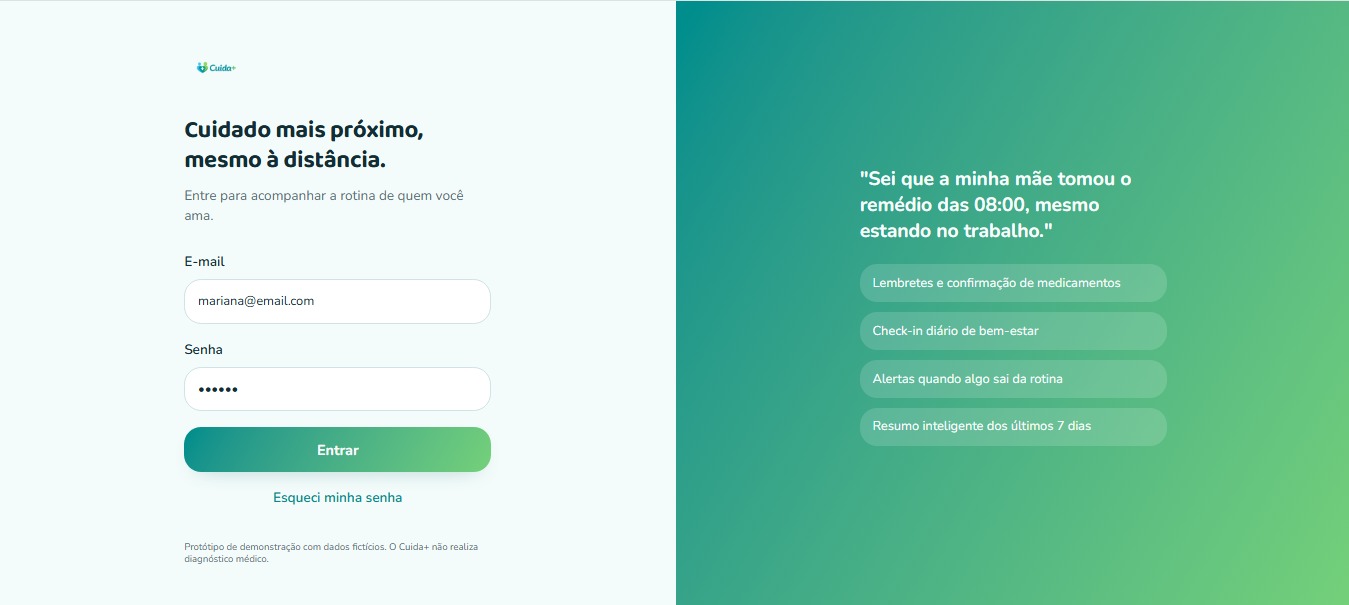 Cuida+
Cuidado mais próximo,
mesmo à distância.
Entre para acompanhar a rotina de quem você
ama.
E-mail
mariana@email.com
Senha
••••••
Entrar
Esqueci minha senha
Protótipo de demonstração com dados fictícios. O Cuida+ não realiza
diagnóstico médico.
"Sei que a minha mãe tomou o
remédio das 08:00, mesmo
estando no trabalho."
Lembretes e confirmação de medicamentos
Check-in diário de bem-estar
Alertas quando algo sai da rotina
Resumo inteligente dos últimos 7 dias